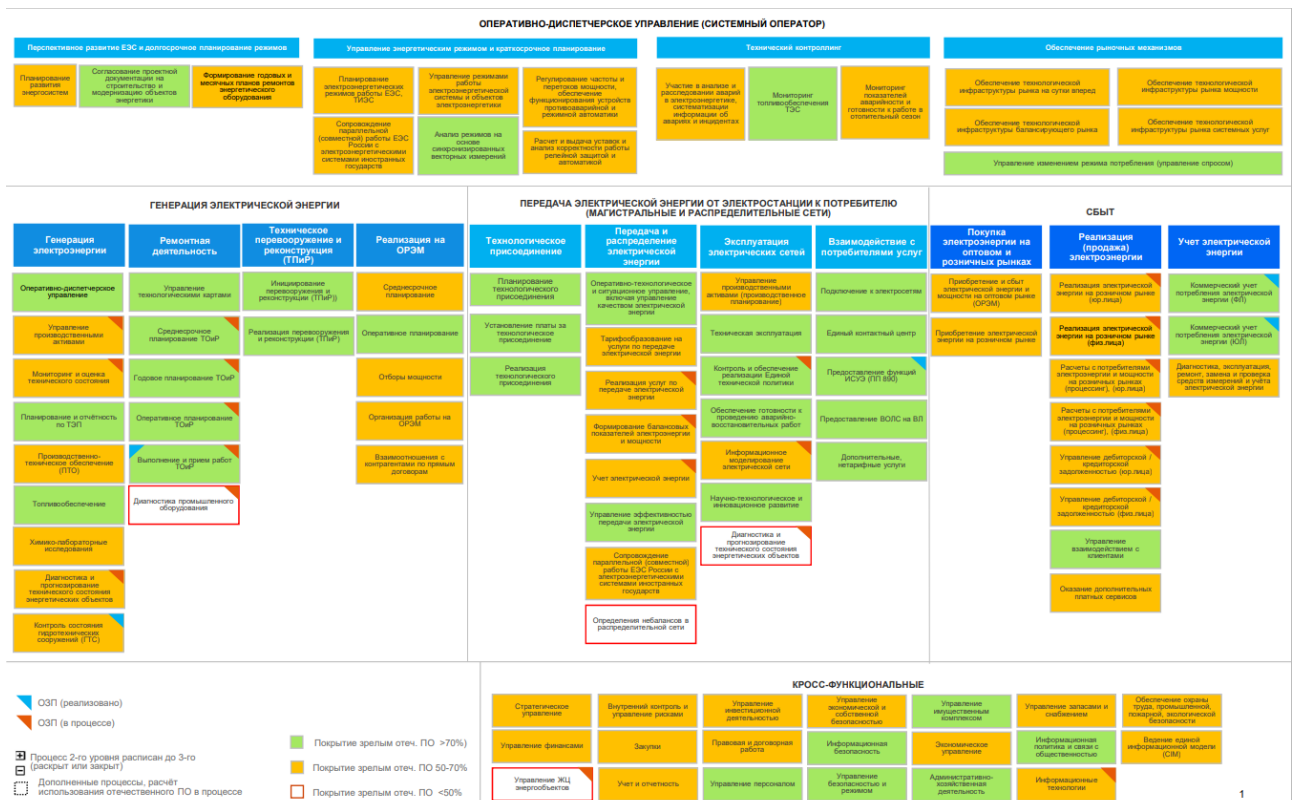 ОПЕРАТИВНО-ДИСПЕТЧЕРСКОЕ УПРАВЛЕНИЕ (СИСТЕМНЫЙ ОПЕРАТОР)
Перспективное развитие ЕЭС и долгосрочное планирование режимов
Планирование
развития
энергосистем
Согласование проектной
документации на
строительство и
модернизацию объектов
энергетики
Формирование годовых и
месячных планов ремонтов
энергетического
оборудования
Управление энергетическим режимом и краткосрочное планирование
Планирование
электроэнергетических
режимов работы ЕЭС,
ТИЭС
Управление режимами
работы
электроэнергетической
системы и объектов
электроэнергетики
Регулирование частоты и
перетоков мощности,
обеспечение
функционирования устройств
противоаварийной и
режимной автоматики
Сопровождение
параллельной
(совместной) работы ЕЭС
России с
электроэнергетическими
системами иностранных
государств
Анализ режимов на
основе
синхронизированных
векторных измерений
Расчет и выдача уставок и
анализ корректности работы
релейной защитой и
автоматикой
Технический контроллинг
Участие в анализе и
расследовании аварий
в электроэнергетике,
систематизации
информации об
авариях и инцидентах
Мониторинг
топливообеспечения
ТЭС
Мониторинг
показателей
аварийности и
готовности к работе в
отопительный сезон
Обеспечение рыночных механизмов
Обеспечение технологической
инфраструктуры рынка на сутки вперед
Обеспечение технологической
инфраструктуры рынка мощности
Обеспечение технологической
инфраструктуры балансирующего рынка
Обеспечение технологической
инфраструктуры рынка системных услуг
Управление изменением режима потребления (управление спросом)
ГЕНЕРАЦИЯ ЭЛЕКТРИЧЕСКОЙ ЭНЕРГИИ
Генерация
электроэнергии
Оперативно-диспетчерское
управление
Управление
производственными
активами
Мониторинг и оценка
технического состояния
Планирование и отчётность
по ТЭП
Производственно-
техническое обеспечение
(ПТО)
Топливообеспечение
Химико-лабораторные
исследования
Диагностика и
прогнозирование
технического состояния
энергетических объектов
Контроль состояния
гидротехнических
сооружений (ГТС)
Ремонтная
деятельность
Управление
технологическими картами
Среднесрочное
планирование ТОиР
Годовое планирование ТОиР
Оперативное планирование
ТОиР
Выполнение и прием работ
ТОиР
Диагностика промышленного
оборудования
Техническое
перевооружение и
реконструкция
(ТПиР)
Инициирование
перевооружения и
реконструкции (ТПиР))
Реализация перевооружения
и реконструкции (ТПиР)
Реализация на
ОРЭМ
Среднесрочное
планирование
Оперативное планирование
Отборы мощности
Организация работы на
ОРЭМ
Взаимоотношения с
контрагентами по прямым
договорам
ПЕРЕДАЧА ЭЛЕКТРИЧЕСКОЙ ЭНЕРГИИ ОТ ЭЛЕКТРОСТАНЦИИ К ПОТРЕБИТЕЛЮ
(МАГИСТРАЛЬНЫЕ И РАСПРЕДЕЛИТЕЛЬНЫЕ СЕТИ)
Технологическое
присоединение
Планирование
технологического
присоединения
Установление платы за
технологическое
присоединение
Реализация
технологического
присоединения
Передача и
распределение
электрической
энергии
Оперативно-технологическое
и ситуационное управление,
включая управление
качеством электрической
энергии
Тарифообразование на
услуги по передаче
электрической энергии
Реализация услуг по
передаче электрической
энергии
Формирование балансовых
показателей электроэнергии
и мощности
Учет электрической энергии
Управление эффективностью
передачи электрической
энергии
Сопровождение
параллельной (совместной)
работы ЕЭС России с
электроэнергетическими
системами иностранных
государств
Определения небалансов в
распределительной сети
Эксплуатация
электрических сетей
Управление
производственными
активами (производственное
планирование)
Техническая эксплуатация
Контроль и обеспечение
реализации Единой
технической политики
Обеспечение готовности к
проведению аварийно-
восстановительных работ
Информационное
моделирование
электрической сети
Научно-технологическое и
инновационное развитие
Диагностика и
прогнозирование
технического состояния
энергетических объектов
Взаимодействие с
потребителями услуг
Подключение к электросетям
Единый контактный центр
Предоставление функций
ИСУЭ (ПП 890)
Предоставление ВОЛС на ВЛ
Дополнительные,
нетарифные услуги
СБЫТ
Покупка
электроэнергии на
оптовом и
розничных рынках
Приобретение и сбыт
электрической энергии и
мощности на оптовом рынке
(ОРЭМ)
Приобретение электрической
энергии на розничном рынке
Реализация
(продажа)
электроэнергии
Реализация электрической
энергии на розничном рынке
(юр.лица)
Реализация электрической
энергии на розничном рынке
(физ.лица)
Расчеты с потребителями
электроэнергии и мощности
на розничных рынках
(процессинг), (юр.лица)
Расчеты с потребителями
электроэнергии и мощности
на розничных рынках
(процессинг), (физ.лица)
Управление дебиторской /
кредиторской
задолженностью (юр.лица)
Управление дебиторской /
кредиторской
задолженностью (физ.лица)
Управление
взаимодействием с
клиентами
Оказание дополнительных
платных сервисов
Учет электрической
энергии
Коммерческий учет
потребления электрической
энергии (ФЛ)
Коммерческий учет
потребление электрической
энергии (ЮЛ)
Диагностика, эксплуатация,
ремонт, замена и проверка
средств измерений и учёта
электрической энергии
ОЗП (реализовано)
ОЗП (в процессе)
Процесс 2-го уровня расписан до 3-го
(раскрыт или закрыт)
Дополненные процессы, расчёт
использования отечественного ПО в процессе
Покрытие зрелым отеч. ПО >70%)
Покрытие зрелым отеч. ПО 50-70%
Покрытие зрелым отеч. ПО <50%
КРОСС-ФУНКЦИОНАЛЬНЫЕ
Стратегическое
управление
Внутренний контроль и
управление рисками
Управление
инвестиционной
деятельностью
Управление
экономической и
собственной
безопасностью
Управление
имущественным
комплексом
Управление запасами и
снабжением
Обеспечение охраны
труда, промышленной,
пожарной, экологической
безопасности
Управление финансами
Закупки
Правовая и договорная
работа
Информационная
безопасность
Экономическое
управление
Информационная
политика и связи с
общественностью
Ведение единой
информационной модели
(CIM)
Управление ЖЦ
энергообъектов
Учет и отчетность
Управление персоналом
Управление
безопасностью и
режимом
Административно-
хозяйственная
деятельность
Информационные
технологии
1